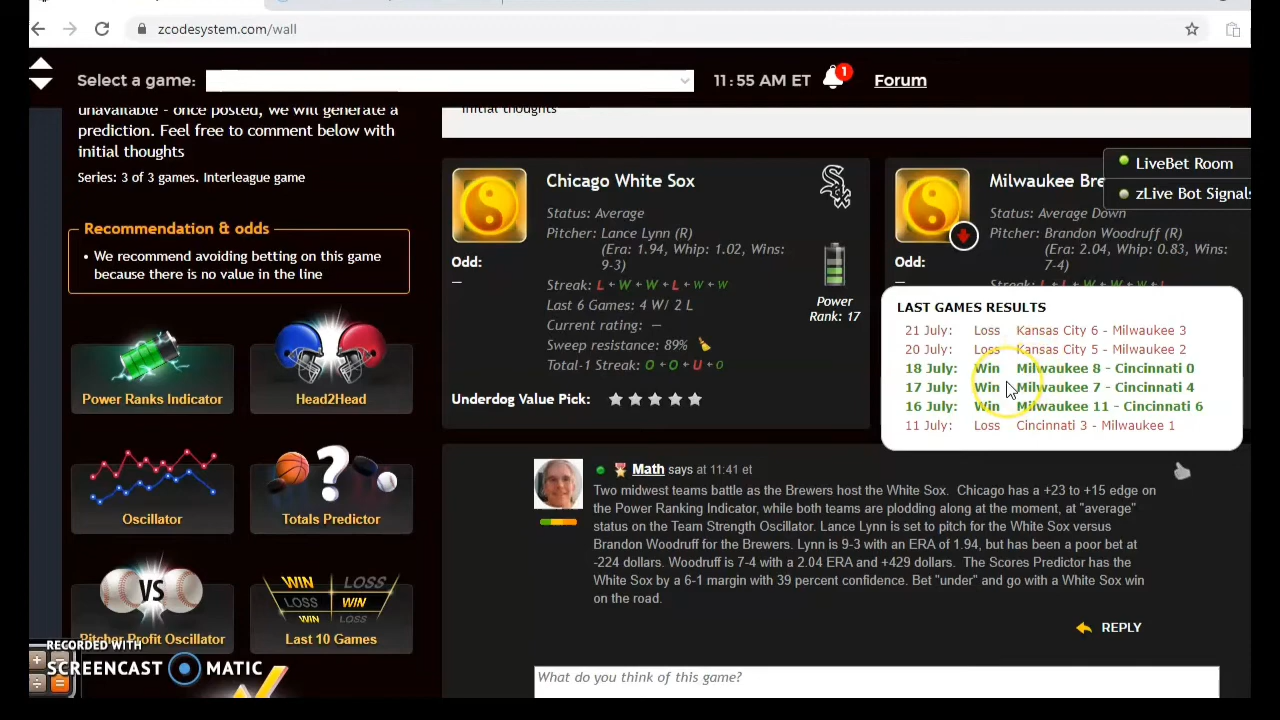 zcodesystem.com/wall
Select a game:
11:55 AM ET
1
Forum
unavailable - once posted, we will generate a
prediction. Feel free to comment below with
initial thoughts
Series: 3 of 3 games. Interleague game
Recommendation & odds
• We recommend avoiding betting on this game
because there is no value in the line
Power Ranks Indicator
Head2Head
Oscillator
Totals Predictor
VS
Pitcher Profit Oscillator
WIN LOSS
LOSS WIN
WIN LOSS
Last 10 Games
RECORDED WITH
SCREENCAST MATIC
initial thoughts
Chicago White Sox
Status: Average
Pitcher: Lance Lynn (R)
(Era: 1.94, Whip: 1.02, Wins:
9-3)
Odd:
—
Streak: L W W L W W
Last 6 Games: 4 W/ 2 L
Current rating: —
Sweep resistance: 89%
Total-1 Streak: O O U O
Underdog Value Pick:
Power
Rank: 17
LiveBet Room
zLive Bot Signals
Milwaukee Bre
Status: Average Down
Pitcher: Brandon Woodruff (R)
(Era: 2.04, Whip: 0.83, Wins:
7-4)
Odd:
Streak: L L W W W L
LAST GAMES RESULTS
21 July: Loss Kansas City 6 - Milwaukee 3
20 July: Loss Kansas City 5 - Milwaukee 2
18 July: Win Milwaukee 8 - Cincinnati 0
17 July: Win Milwaukee 7 - Cincinnati 4
16 July: Win Milwaukee 11 - Cincinnati 6
11 July: Loss Cincinnati 3 - Milwaukee 1
Math says at 11:41 et
Two midwest teams battle as the Brewers host the White Sox. Chicago has a +23 to +15 edge on
the Power Ranking Indicator, while both teams are plodding along at the moment, at "average"
status on the Team Strength Oscillator. Lance Lynn is set to pitch for the White Sox versus
Brandon Woodruff for the Brewers. Lynn is 9-3 with an ERA of 1.94, but has been a poor bet at
-224 dollars. Woodruff is 7-4 with a 2.04 ERA and +429 dollars. The Scores Predictor has the
White Sox by a 6-1 margin with 39 percent confidence. Bet "under" and go with a White Sox win
on the road.
REPLY
What do you think of this game?